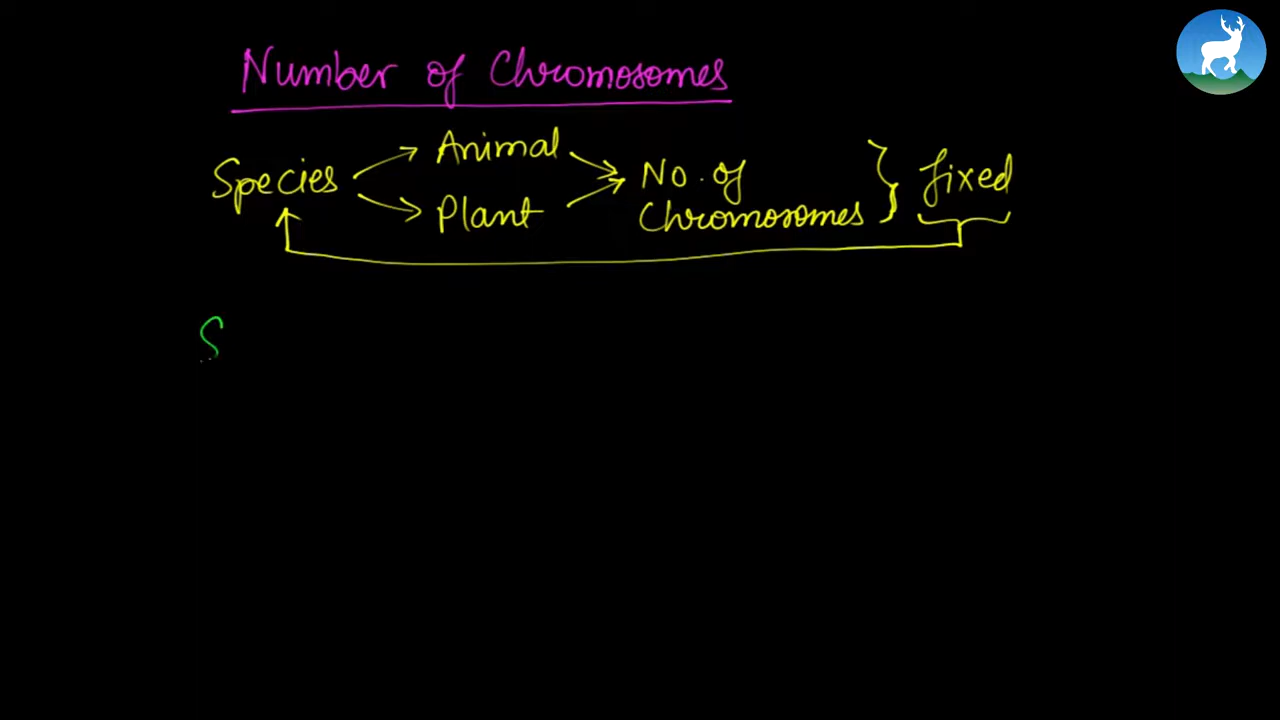 Number of Chromosomes
Species Animal No. of fixed
Plant Chromosomes
S